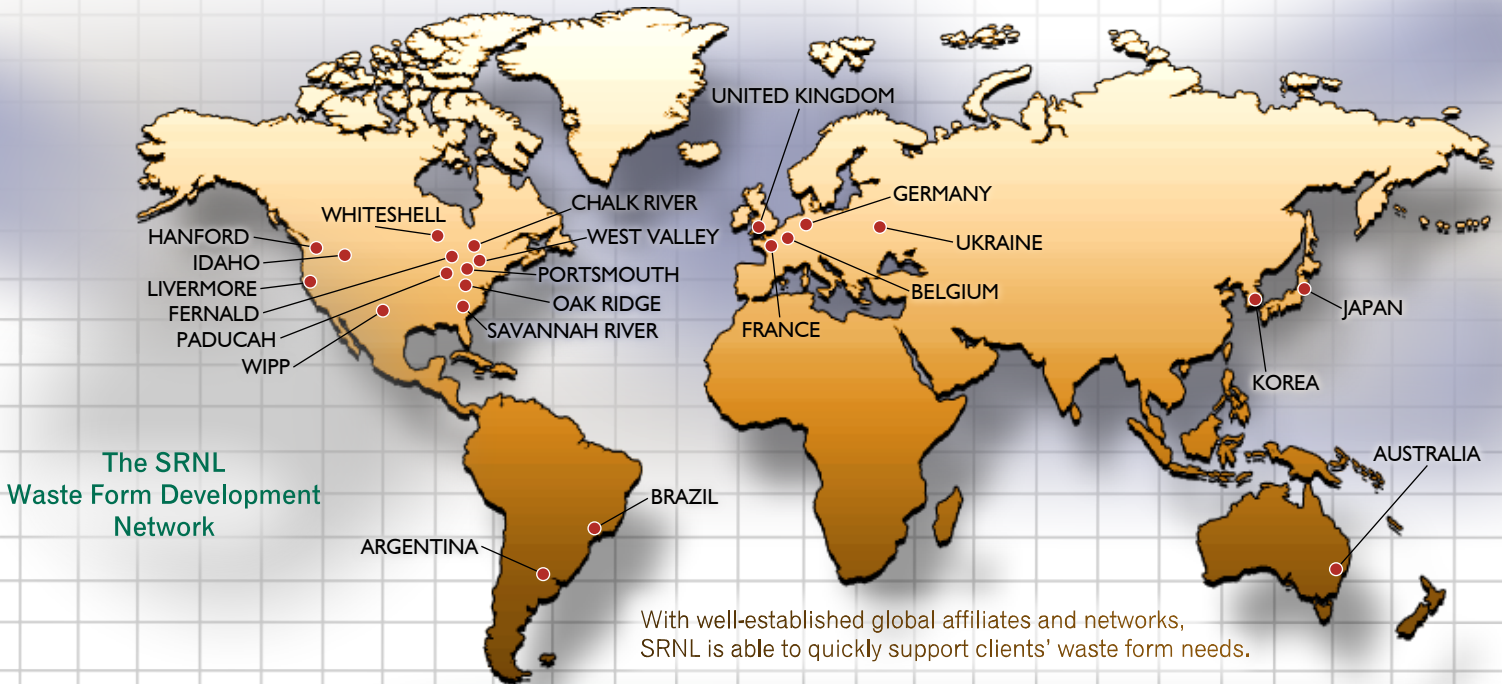 UNITED KINGDOM
GERMANY
UKRAINE
BELGIUM
FRANCE
WHITESHELL
CHALK RIVER
HANFORD
WEST VALLEY
IDAHO
PORTSMOUTH
LIVERMORE
OAK RIDGE
FERNALD
SAVANNAH RIVER
PADUCAH
WIPP
JAPAN
KOREA
AUSTRALIA
BRAZIL
ARGENTINA
The SRNL
Waste Form Development
Network
With well-established global affiliates and networks,
SRNL is able to quickly support clients' waste form needs.